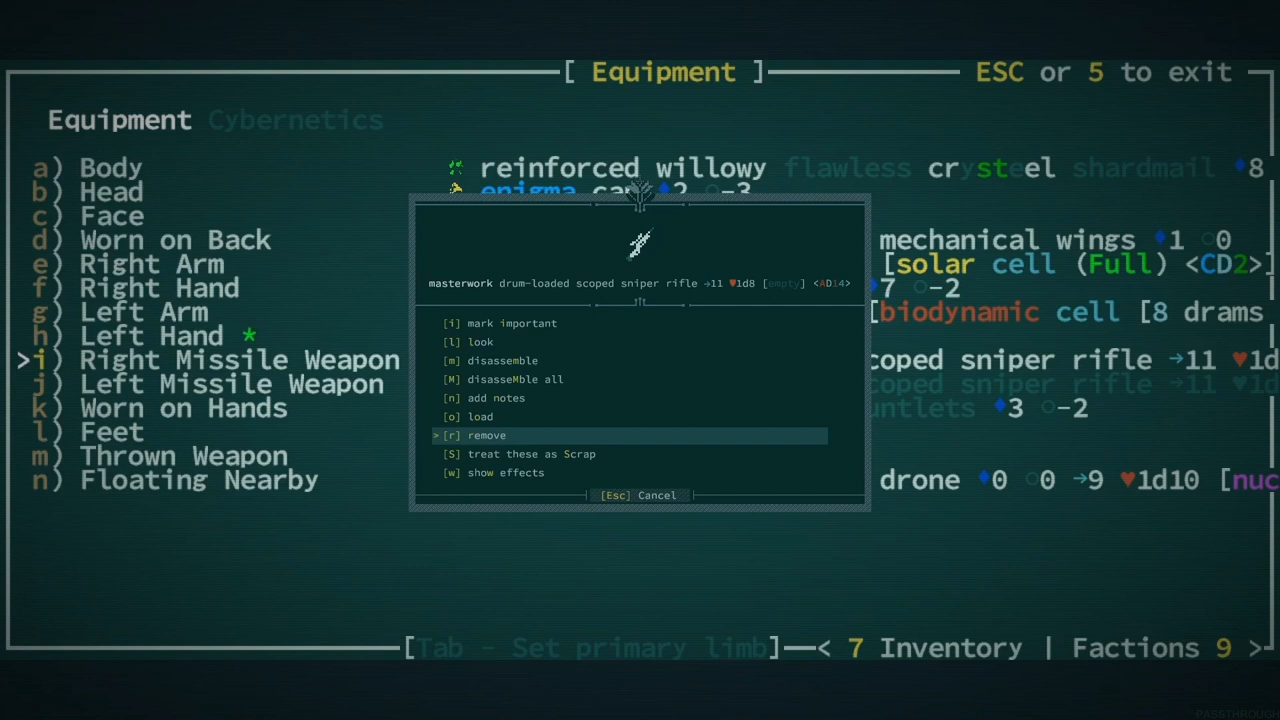 [ Equipment ] ESC or 5 to exit
Equipment Cybernetics
a) Body reinforced willowy flawless crysteel shardmail ♦8
b) Head enigma ca ♦2 ○-3
c) Face
d) Worn on Back mechanical wings ♦1 ○0
e) Right Arm [solar cell (Full) <CD2>]
f) Right Hand ♦7 ○-2
g) Left Arm [biodynamic cell [8 drams
h) Left Hand *
>i) Right Missile Weapon coped sniper rifle →11 ♥1d
j) Left Missile Weapon coped sniper rifle →11 ♥1d
k) Worn on Hands untlets ♦3 ○-2
l) Feet
m) Thrown Weapon
n) Floating Nearby drone ♦0 ○0 →9 ♥1d10 [nuc
masterwork drum-loaded scoped sniper rifle →11 ♥1d8 [empty] <AD14>
[i] mark important
[l] look
[m] disassemble
[M] disasseMble all
[n] add notes
[o] load
> [r] remove
[S] treat these as Scrap
[w] show effects
[Esc] Cancel
[Tab - Set primary limb] < 7 Inventory | Factions 9 >
PASSTHROUGH